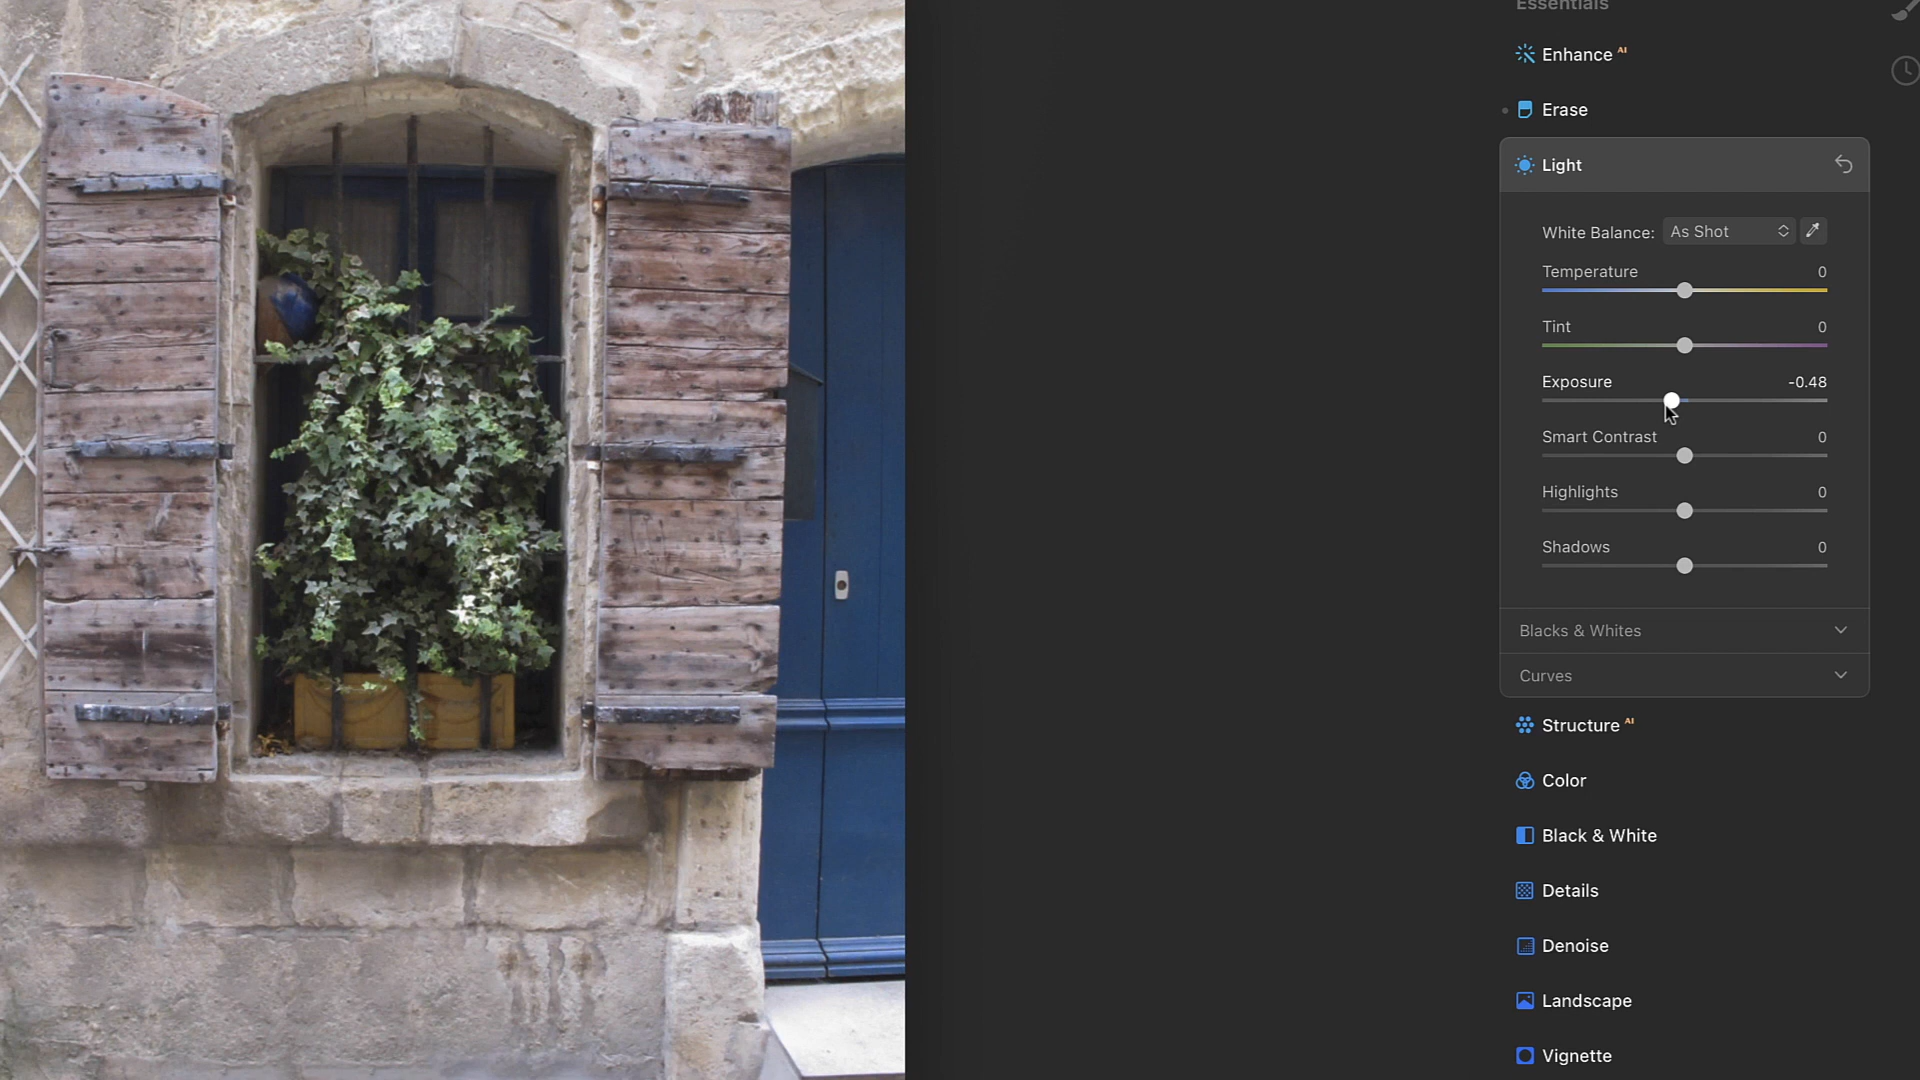 Essentials
Enhance AI
Erase
Light
White Balance: As Shot
Temperature 0
Tint 0
Exposure -0.48
Smart Contrast 0
Highlights 0
Shadows 0
Blacks & Whites
Curves
Structure AI
Color
Black & White
Details
Denoise
Landscape
Vignette